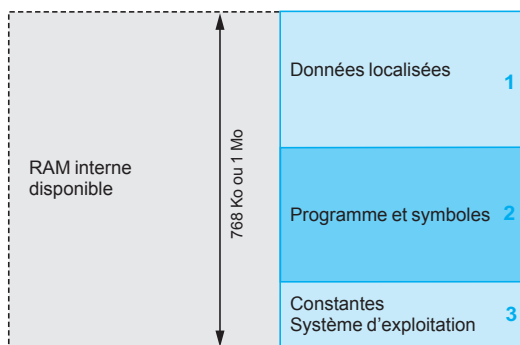 Données localisées 1
RAM interne
disponible
768 Ko ou 1 Mo
Programme et symboles 2
Constantes
Système d'exploitation 3